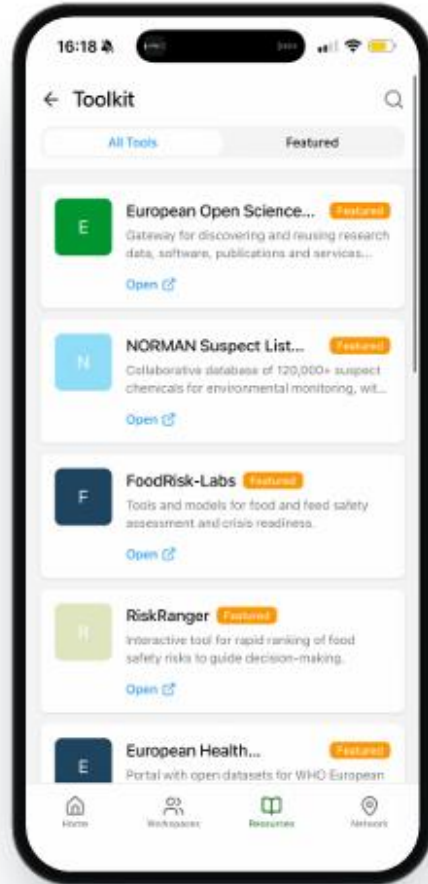 16:18
Toolkit
All Tools
Featured
E
European Open Science... Featured
Gateway for discovering and reusing research
data, software, publications and services...
Open
N
NORMAN Suspect List... Featured
Collaborative database of 120,000+ suspect
chemicals for environmental monitoring, wit...
Open
F
FoodRisk-Labs Featured
Tools and models for food and feed safety
assessment and crisis readiness.
Open
R
RiskRanger Featured
Interactive tool for rapid ranking of food
safety risks to guide decision-making.
Open
E
European Health... Featured
Portal with open datasets for WHO European
Home
Workspaces
Resources
Network